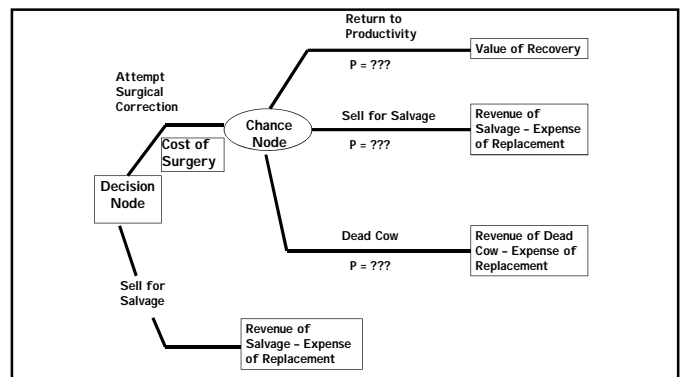 Return to
Productivity
P = ???
Value of Recovery
Attempt
Surgical
Correction
Cost of
Surgery
Chance
Node
Sell for Salvage
P = ???
Revenue of
Salvage – Expense
of Replacement
Decision
Node
Dead Cow
P = ???
Revenue of Dead
Cow – Expense of
Replacement
Sell for
Salvage
Revenue of
Salvage – Expense
of Replacement